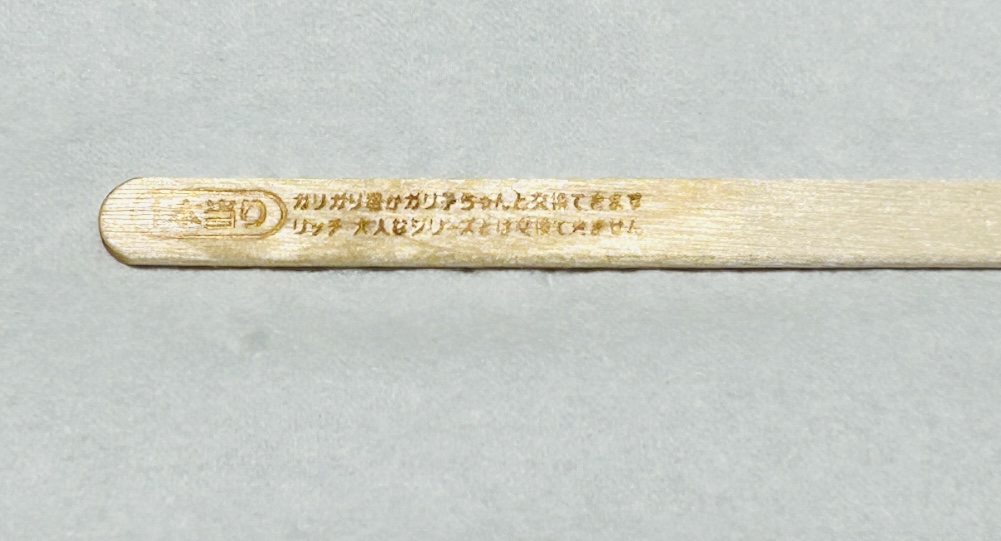 ガリガリ君かガリ子ちゃんと交換できます
リッチ 大人なシリーズとは交換できません